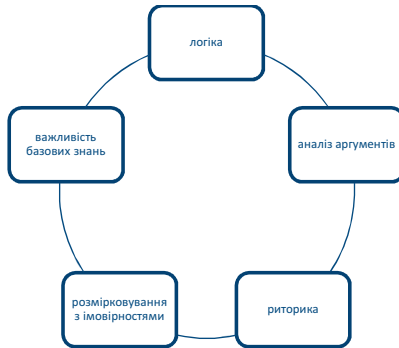 логіка
аналіз аргументів
риторика
розмірковування
з імовірностями
важливість
базових знань